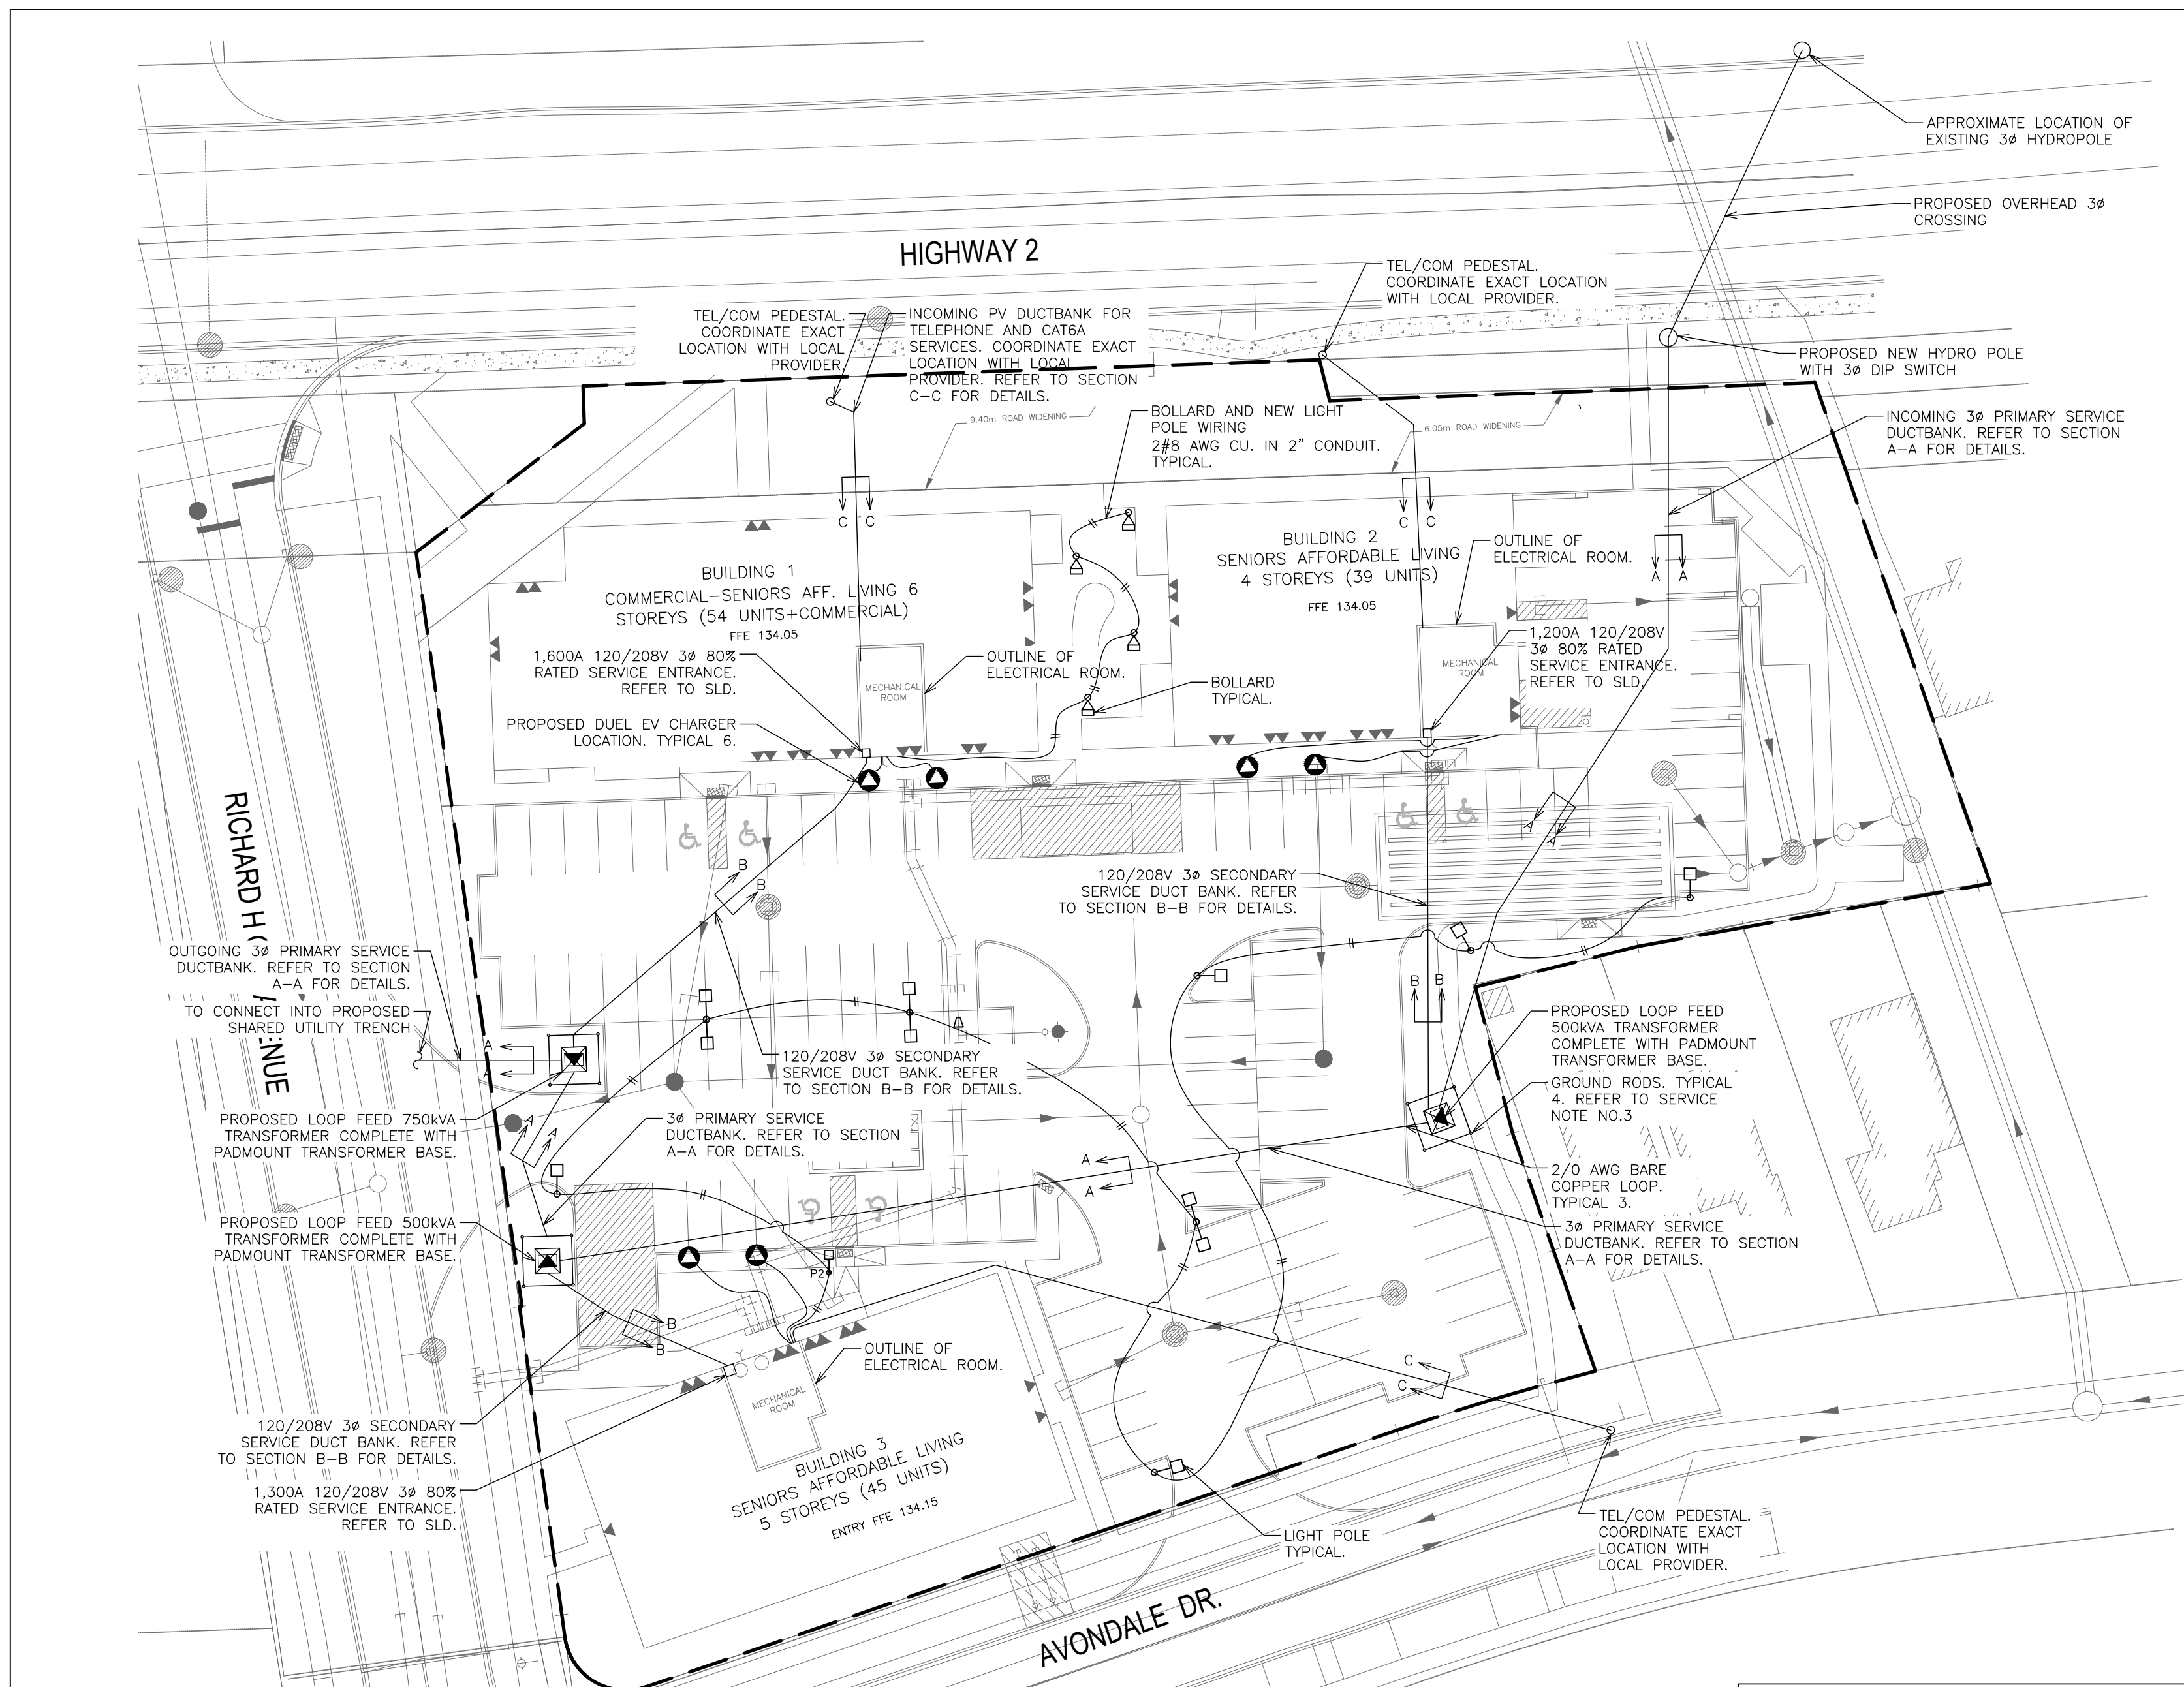 APPROXIMATE LOCATION OF
EXISTING 3ø HYDROPOLE
PROPOSED OVERHEAD 3ø
CROSSING
HIGHWAY 2
TEL/COM PEDESTAL.
COORDINATE EXACT LOCATION
WITH LOCAL PROVIDER.
TEL/COM PEDESTAL.
COORDINATE EXACT
LOCATION WITH LOCAL
PROVIDER.
INCOMING PV DUCTBANK FOR
TELEPHONE AND CAT6A
SERVICES. COORDINATE EXACT
LOCATION WITH LOCAL
PROVIDER. REFER TO SECTION
C-C FOR DETAILS.
PROPOSED NEW HYDRO POLE
WITH 3ø DIP SWITCH
9.40m ROAD WIDENING
BOLLARD AND NEW LIGHT
POLE WIRING
2#8 AWG CU. IN 2" CONDUIT.
TYPICAL.
6.05m ROAD WIDENING
INCOMING 3ø PRIMARY SERVICE
DUCTBANK. REFER TO SECTION
A-A FOR DETAILS.
C C
C C
A A
BUILDING 1
COMMERCIAL-SENIORS AFF. LIVING 6
STOREYS (54 UNITS+COMMERCIAL)
FFE 134.05
BUILDING 2
SENIORS AFFORDABLE LIVING
4 STOREYS (39 UNITS)
FFE 134.05
OUTLINE OF
ELECTRICAL ROOM.
1,600A 120/208V 3ø 80%
RATED SERVICE ENTRANCE.
REFER TO SLD.
MECHANICAL
ROOM
OUTLINE OF
ELECTRICAL ROOM.
MECHANICAL
ROOM
1,200A 120/208V
3ø 80% RATED
SERVICE ENTRANCE.
REFER TO SLD.
BOLLARD
TYPICAL.
PROPOSED DUEL EV CHARGER
LOCATION. TYPICAL 6.
RICHARD H
ENUE
A
A
B
B
120/208V 3ø SECONDARY
SERVICE DUCT BANK. REFER
TO SECTION B-B FOR DETAILS.
OUTGOING 3ø PRIMARY SERVICE
DUCTBANK. REFER TO SECTION
A-A FOR DETAILS.
TO CONNECT INTO PROPOSED
SHARED UTILITY TRENCH
B B
PROPOSED LOOP FEED
500kVA TRANSFORMER
COMPLETE WITH PADMOUNT
TRANSFORMER BASE.
A
A
120/208V 3ø SECONDARY
SERVICE DUCT BANK. REFER
TO SECTION B-B FOR DETAILS.
GROUND RODS. TYPICAL
4. REFER TO SERVICE
NOTE NO.3
PROPOSED LOOP FEED 750kVA
TRANSFORMER COMPLETE WITH
PADMOUNT TRANSFORMER BASE.
A A
3ø PRIMARY SERVICE
DUCTBANK. REFER TO SECTION
A-A FOR DETAILS.
A
A
2/0 AWG BARE
COPPER LOOP.
TYPICAL 3.
PROPOSED LOOP FEED 500kVA
TRANSFORMER COMPLETE WITH
PADMOUNT TRANSFORMER BASE.
3ø PRIMARY SERVICE
DUCTBANK. REFER TO SECTION
A-A FOR DETAILS.
P2
B
B
OUTLINE OF
ELECTRICAL ROOM.
C
C
MECHANICAL
ROOM
120/208V 3ø SECONDARY
SERVICE DUCT BANK. REFER
TO SECTION B-B FOR DETAILS.
BUILDING 3
SENIORS AFFORDABLE LIVING
5 STOREYS (45 UNITS)
ENTRY FFE 134.15
1,300A 120/208V 3ø 80%
RATED SERVICE ENTRANCE.
REFER TO SLD.
LIGHT POLE
TYPICAL.
TEL/COM PEDESTAL.
COORDINATE EXACT
LOCATION WITH
LOCAL PROVIDER.
AVONDALE DR.